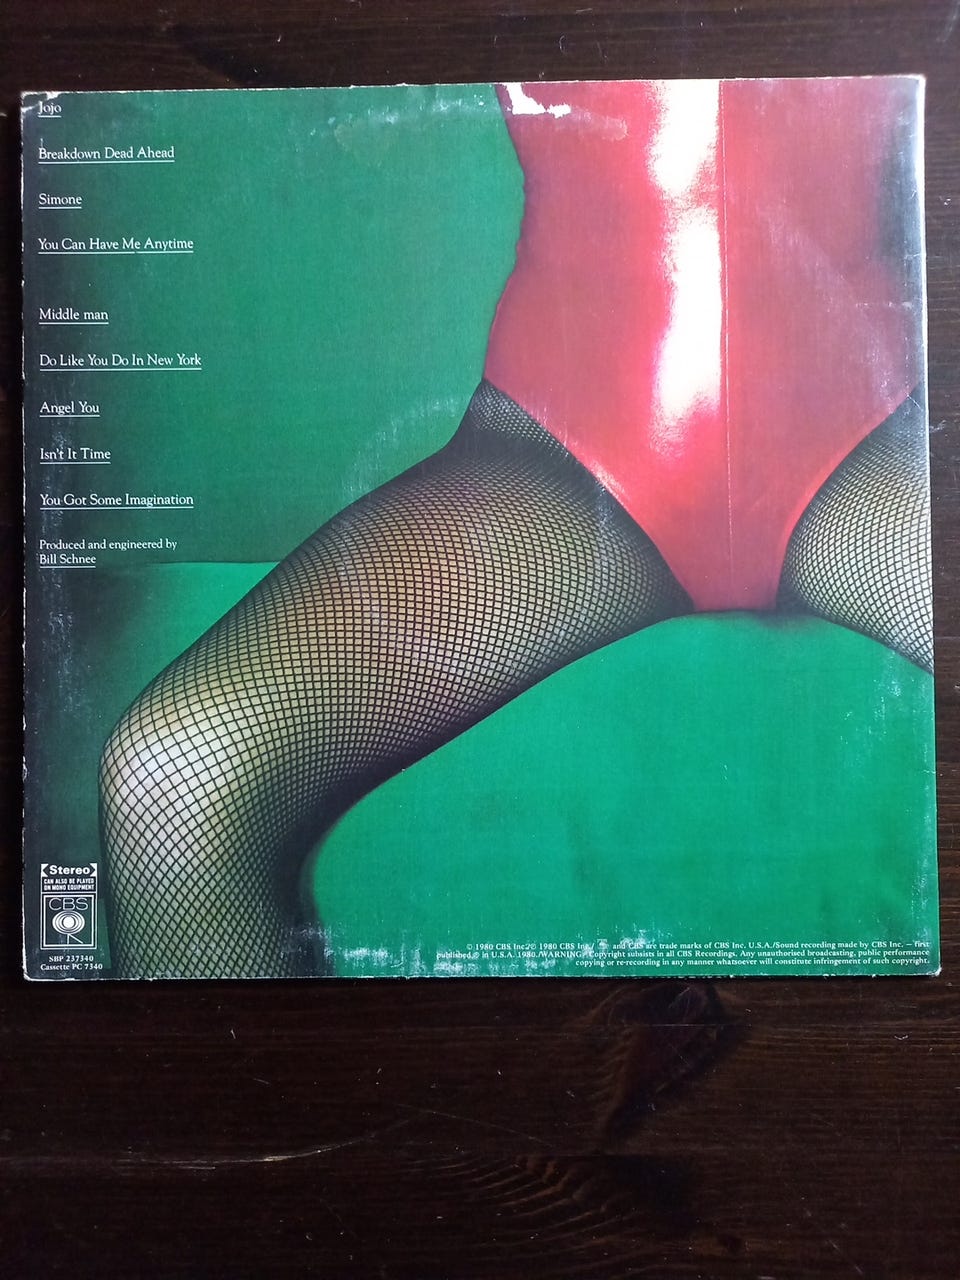 Jojo
Breakdown Dead Ahead
Simone
You Can Have Me Anytime
Middle man
Do Like You Do In New York
Angel You
Isn't It Time
You Got Some Imagination
Produced and engineered by
Bill Schnee
Stereo
CAN ALSO BE PLAYED
ON MONO EQUIPMENT
CBS
SBP 237340
Cassette PC 7340
© 1980 CBS Inc./℗ 1980 CBS Inc./ and CBS are trade marks of CBS Inc. U.S.A./Sound recording made by CBS Inc. — first
published ℗ in U.S.A. 1980./WARNING: Copyright subsists in all CBS Recordings. Any unauthorised broadcasting, public performance
copying or re-recording in any manner whatsoever will constitute infringement of such copyright.